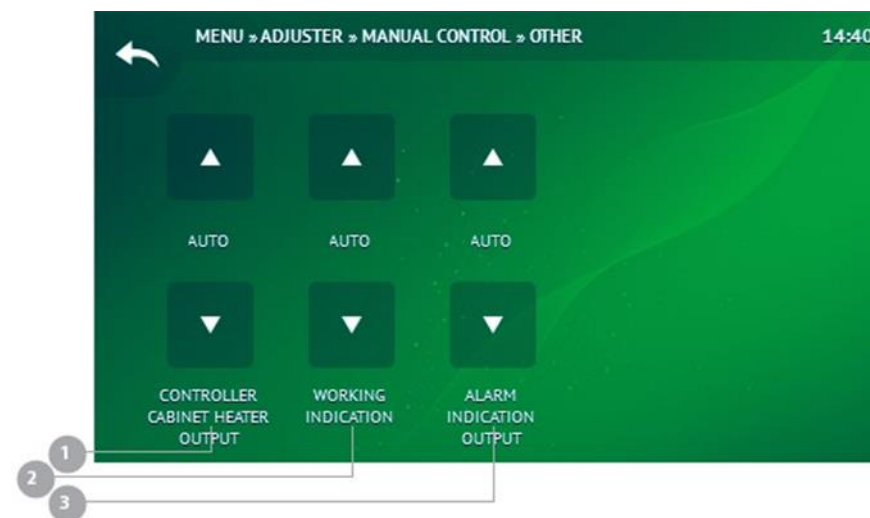 MENU » ADJUSTER » MANUAL CONTROL » OTHER 14:40
AUTO AUTO AUTO
CONTROLLER CABINET HEATER OUTPUT
WORKING INDICATION
ALARM INDICATION OUTPUT
1
2
3